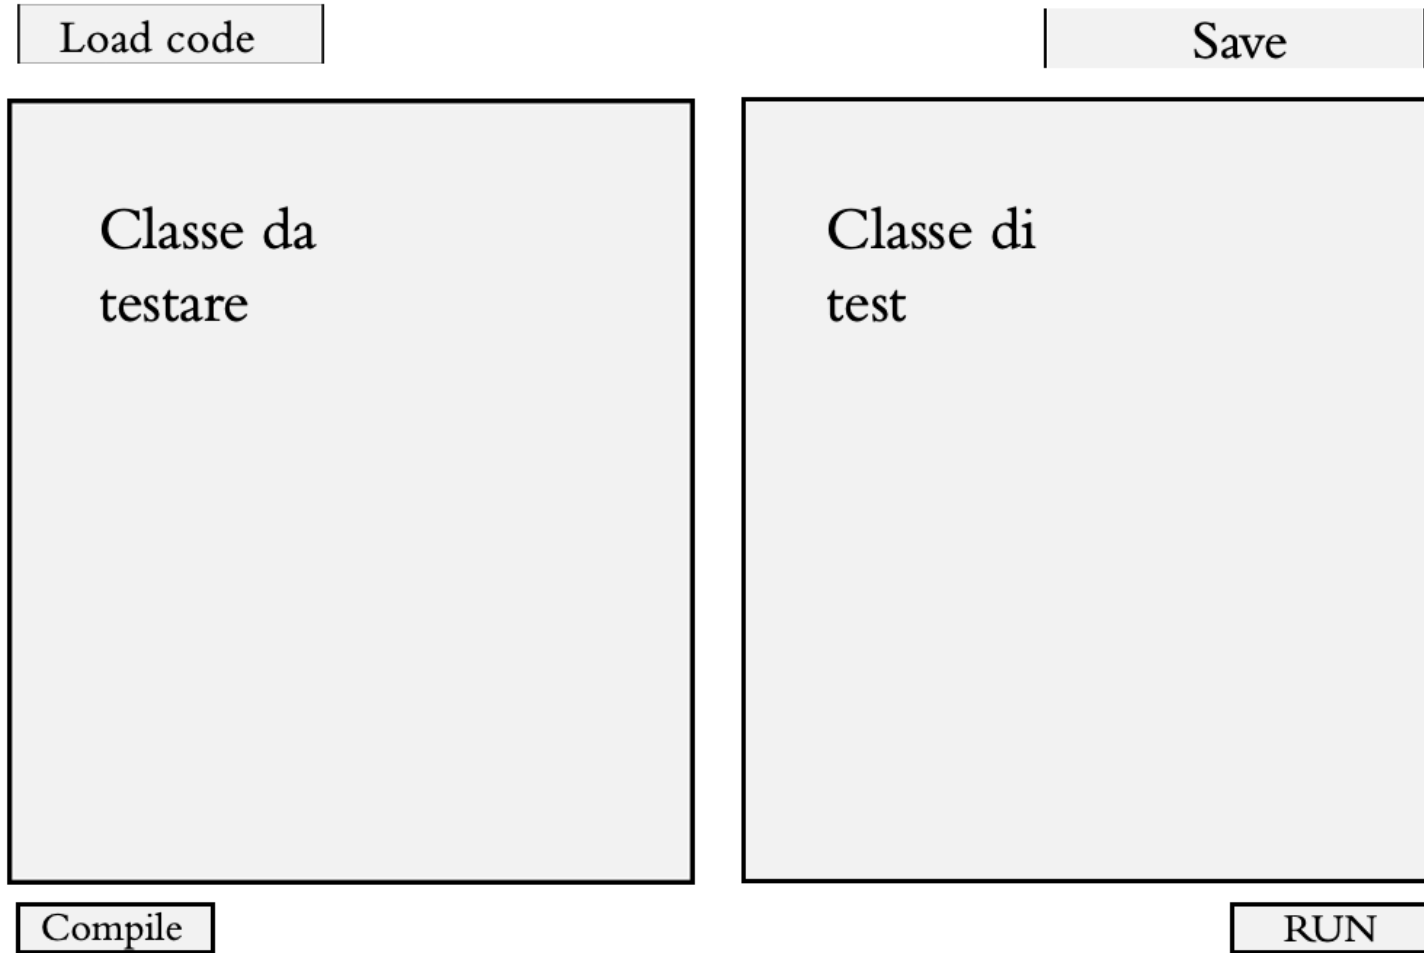 Load code
Save
Classe da
testare
Classe di
test
Compile
RUN